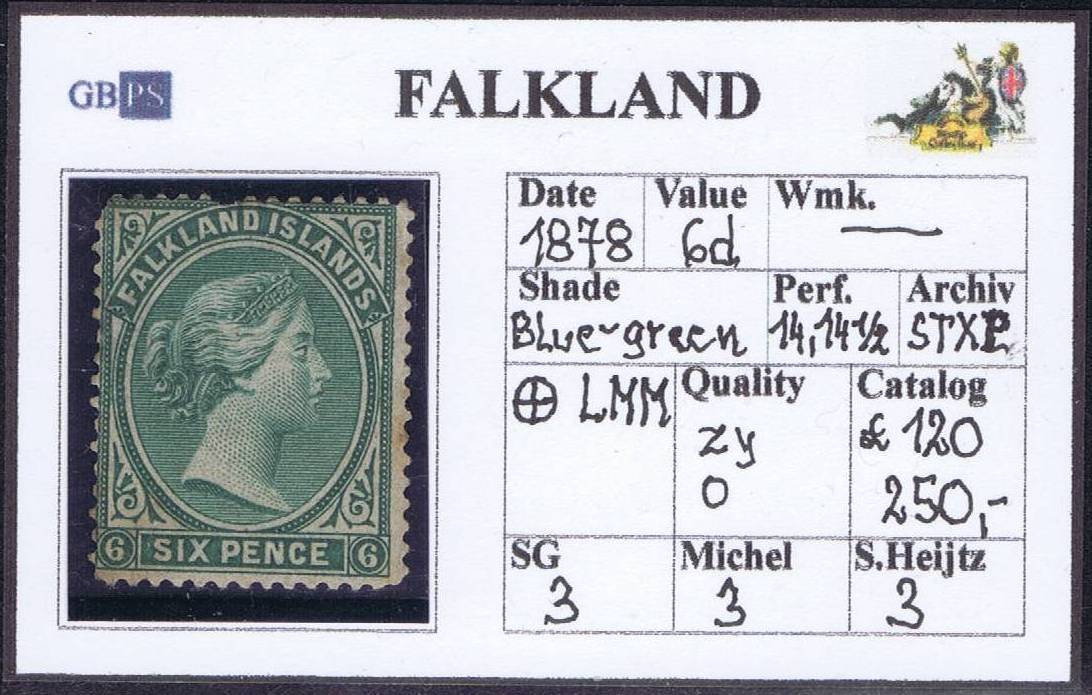 GBPS
FALKLAND
FALKLAND ISLANDS
6 SIX PENCE 6
Date Value Wmk.
1878 6d —
Shade Perf. Archiv
Blue-green 14,14½ STXP
⊕ LMM Quality Catalog
zy £ 120
0 250,-
SG Michel S.Heijtz
3 3 3